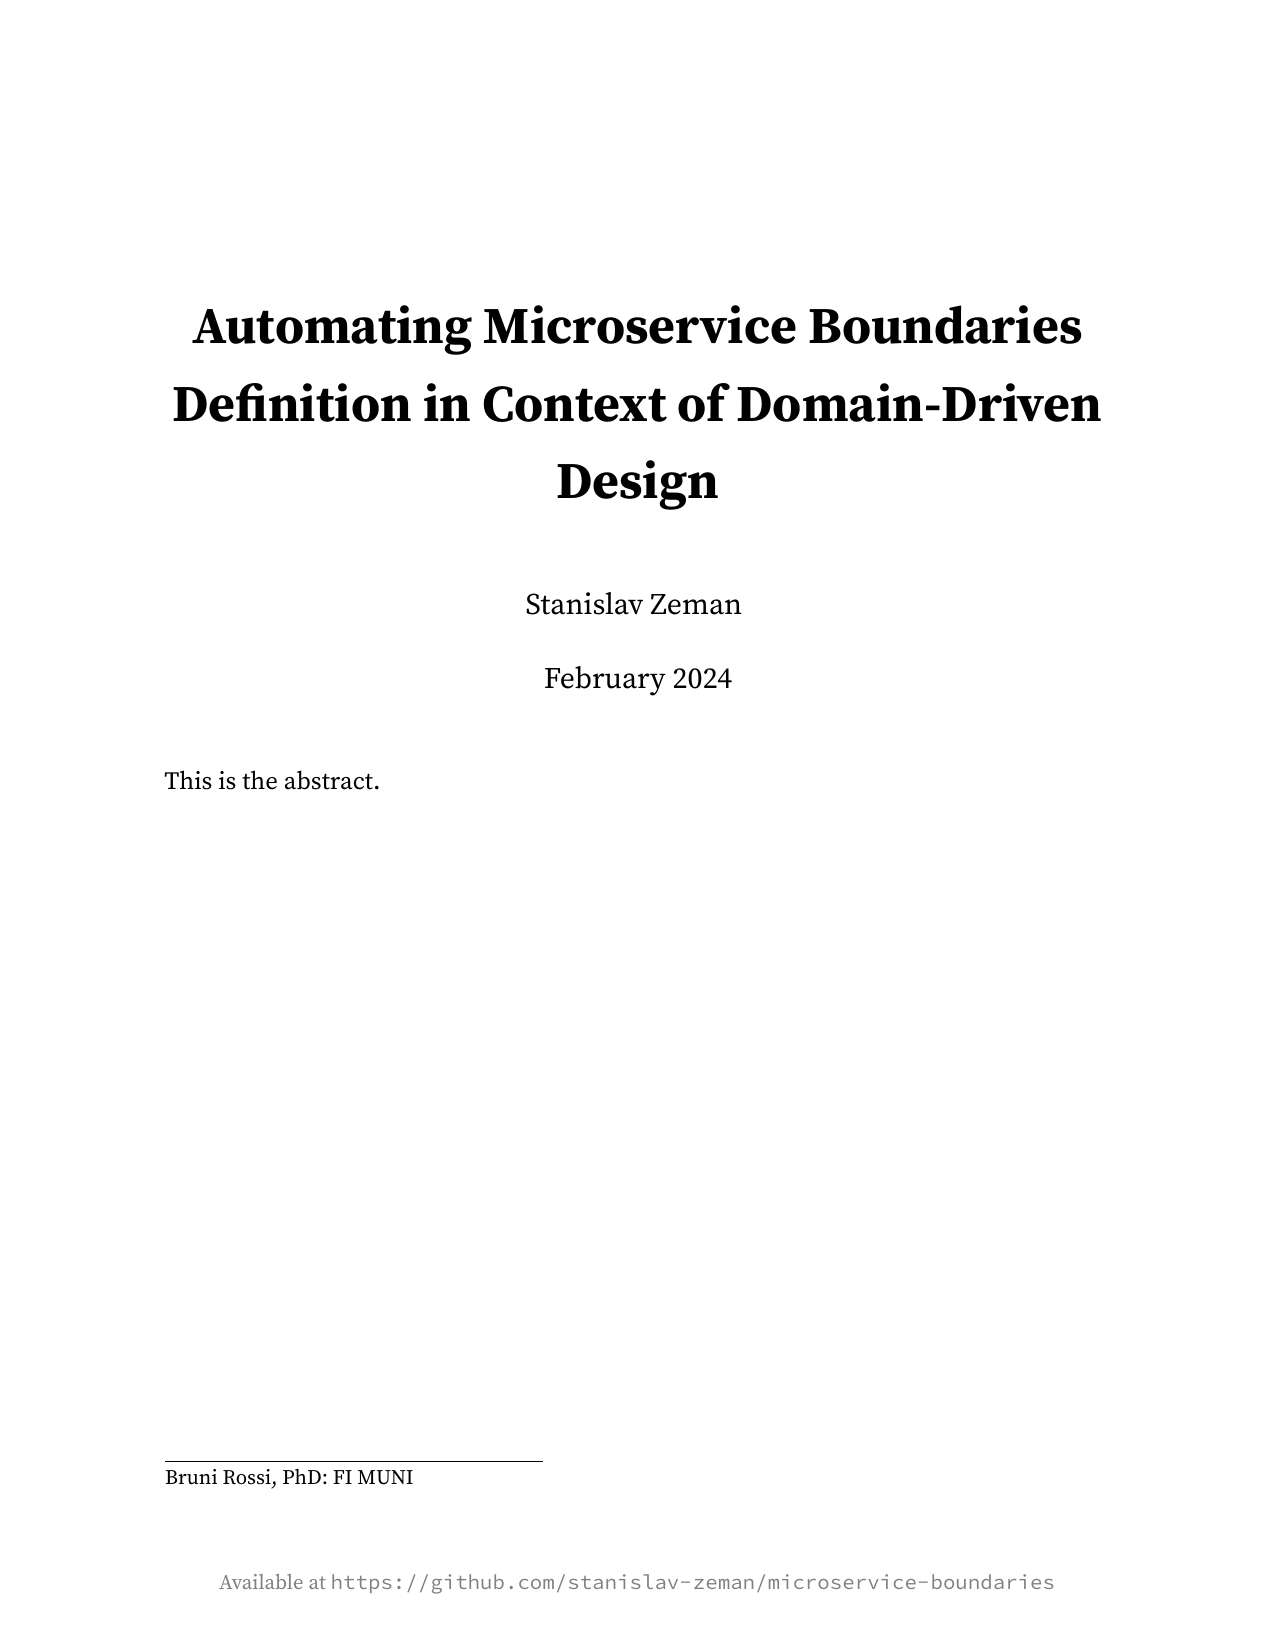 Automating Microservice Boundaries
Definition in Context of Domain-Driven
Design
Stanislav Zeman
February 2024
This is the abstract.
Bruni Rossi, PhD: FI MUNI
Available at https://github.com/stanislav-zeman/microservice-boundaries